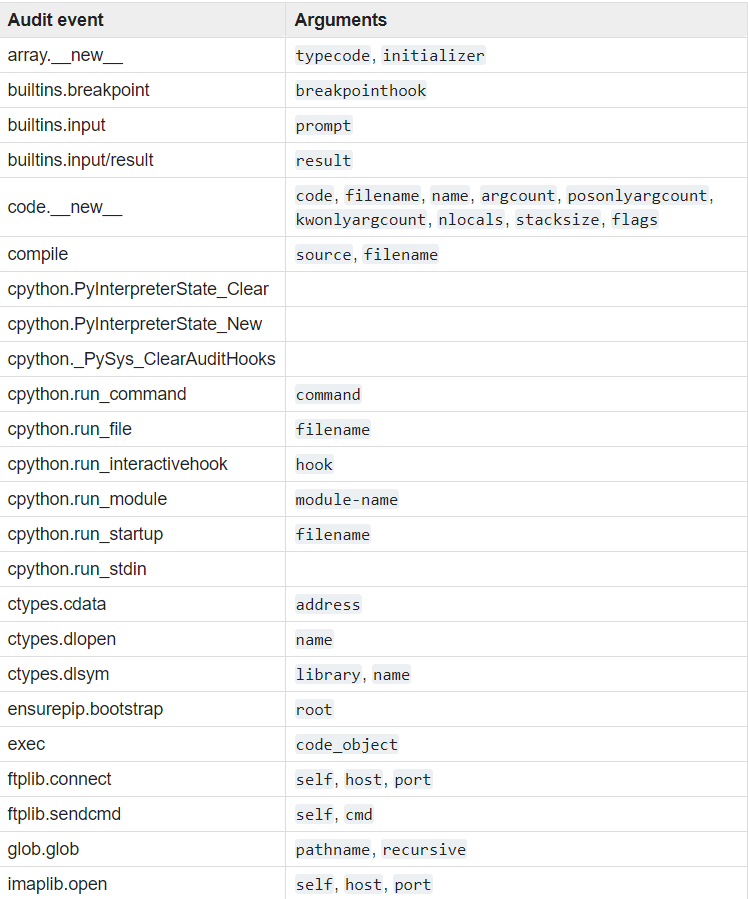 Audit event Arguments
array.__new__ typecode, initializer
builtins.breakpoint breakpointhook
builtins.input prompt
builtins.input/result result
code.__new__ code, filename, name, argcount, posonlyargcount,
kwonlyargcount, nlocals, stacksize, flags
compile source, filename
cpython.PyInterpreterState_Clear
cpython.PyInterpreterState_New
cpython._PySys_ClearAuditHooks
cpython.run_command command
cpython.run_file filename
cpython.run_interactivehook hook
cpython.run_module module-name
cpython.run_startup filename
cpython.run_stdin
ctypes.cdata address
ctypes.dlopen name
ctypes.dlsym library, name
ensurepip.bootstrap root
exec code_object
ftplib.connect self, host, port
ftplib.sendcmd self, cmd
glob.glob pathname, recursive
imaplib.open self, host, port